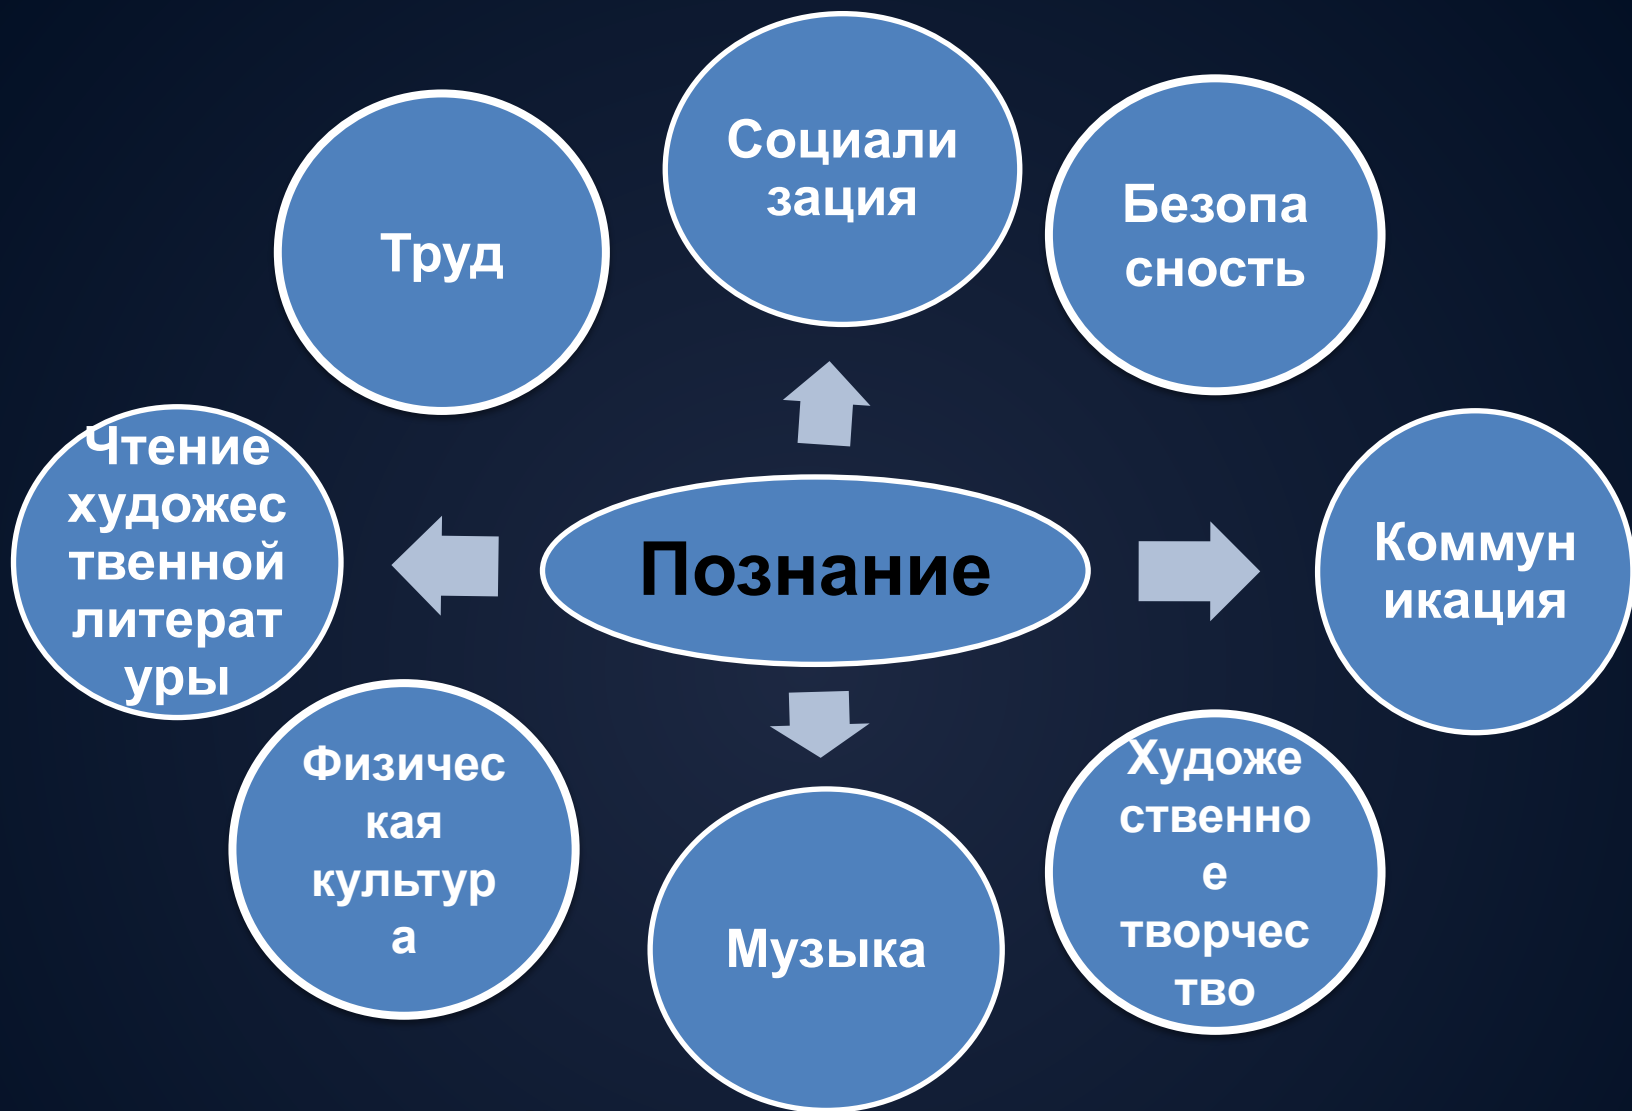 Социали
зация
Безопа
сность
Труд
Чтение
художес
твенной
литерат
уры
Познание
Коммун
икация
Физичес
кая
культур
а
Музыка
Художе
ственно
е
творчес
тво